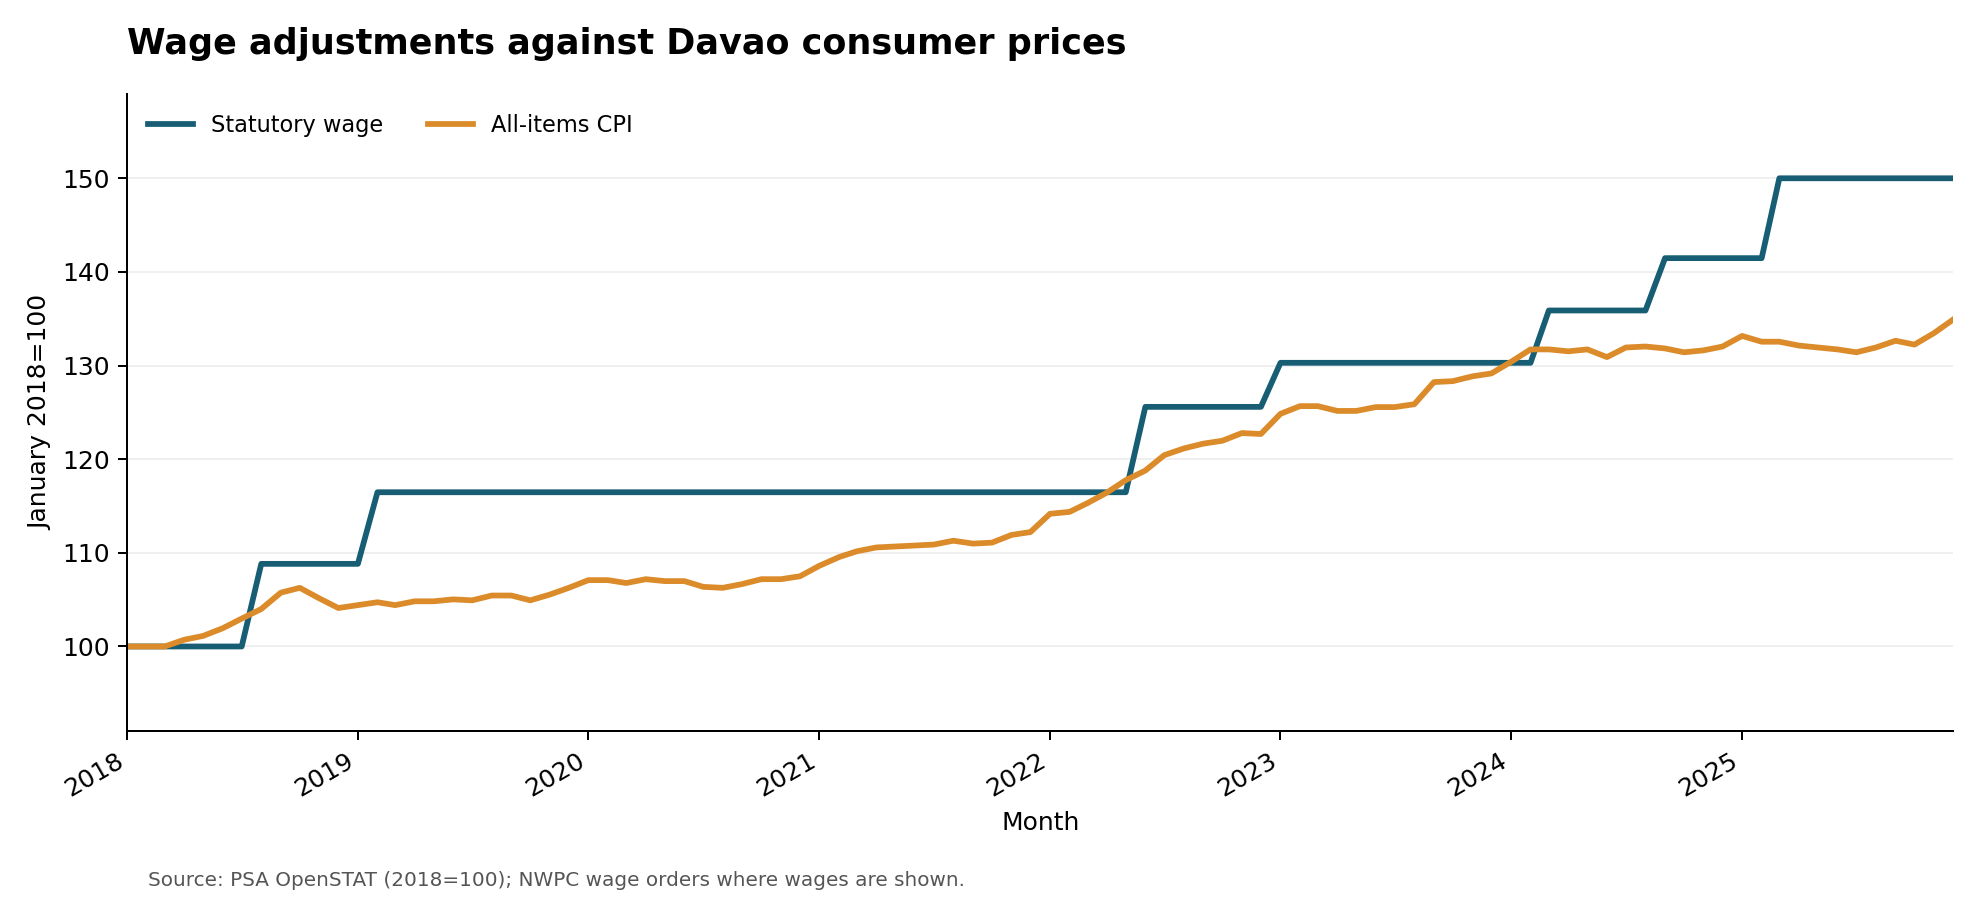 Wage adjustments against Davao consumer prices
Statutory wage
All-items CPI
January 2018=100
150
140
130
120
110
100
2018
2019
2020
2021
2022
2023
2024
2025
Month
Source: PSA OpenSTAT (2018=100); NWPC wage orders where wages are shown.